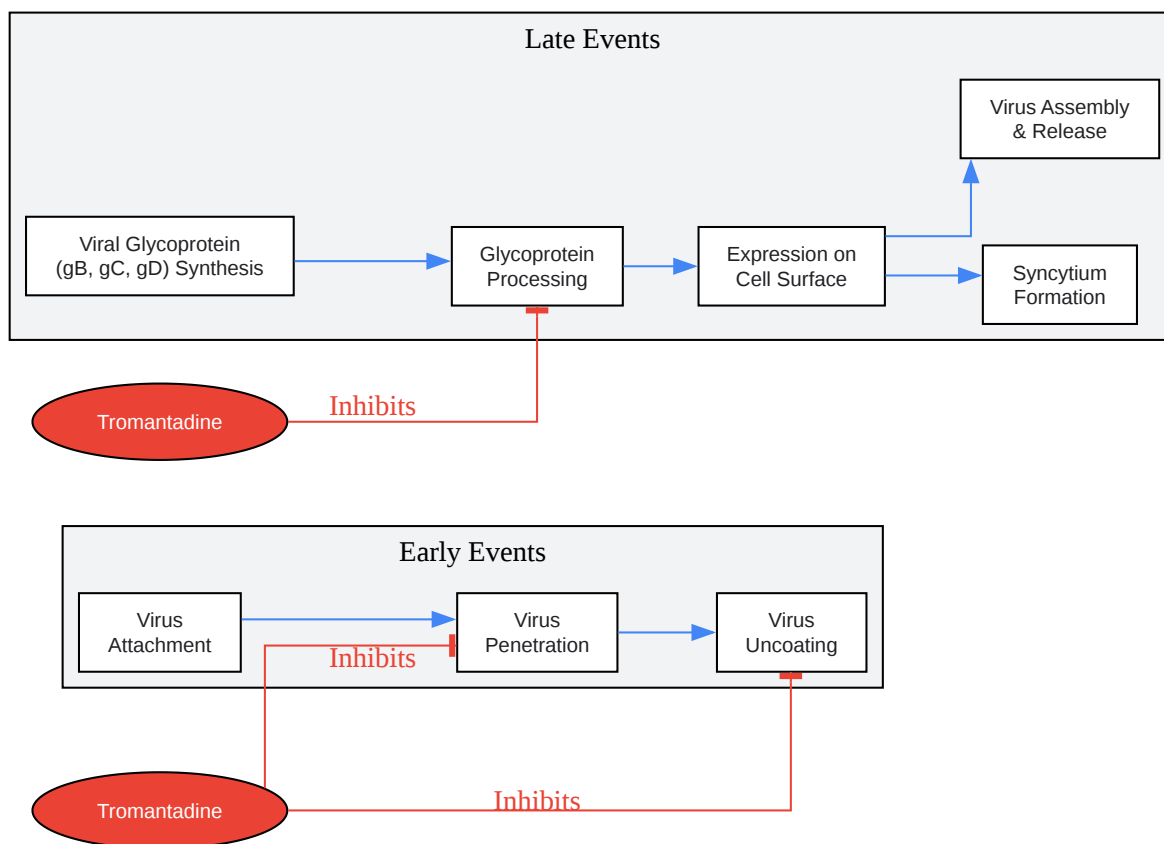 Late Events
Virus Assembly
& Release
Viral Glycoprotein
(gB, gC, gD) Synthesis
Glycoprotein
Processing
Expression on
Cell Surface
Syncytium
Formation
Inhibits
Tromantadine
Early Events
Virus
Attachment
Virus
Penetration
Virus
Uncoating
Inhibits
Inhibits
Tromantadine